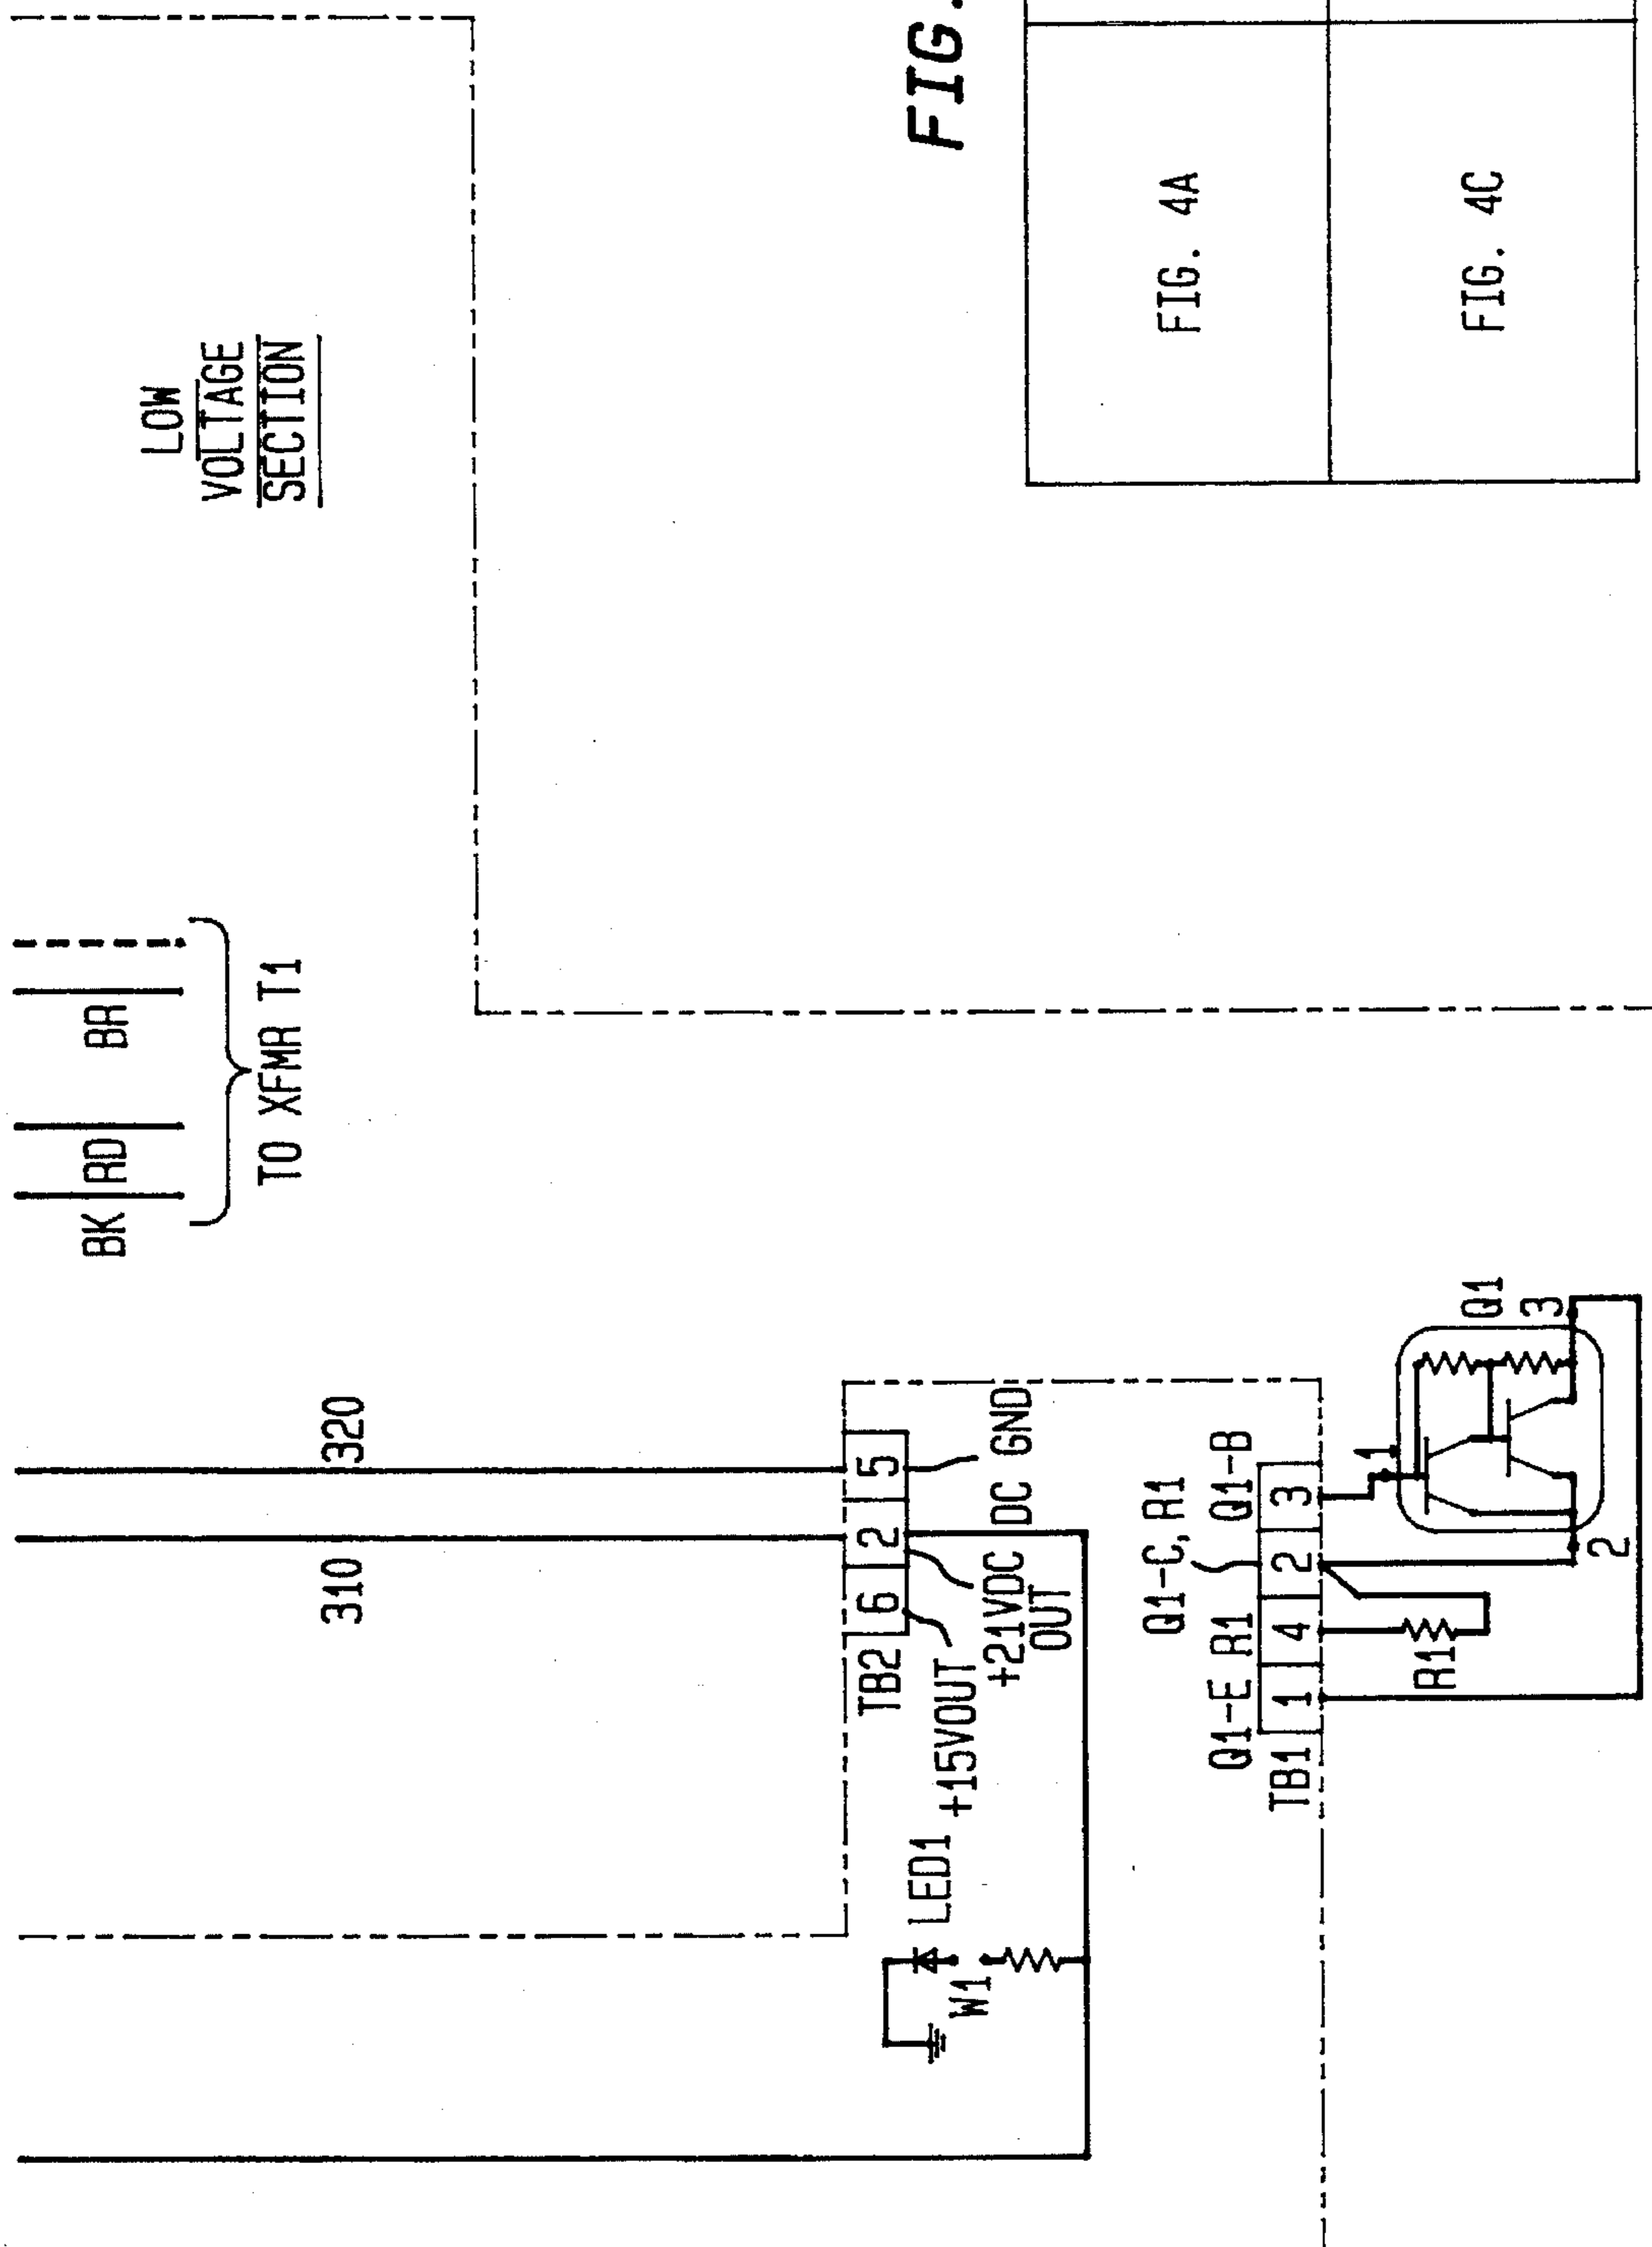 LOW
VOLTAGE
SECTION
BK RD BR
TO XFMR T1
310 320
TB2 6 2 5
+15VOUT
+21VDC
OUT
DC GND
LED1
W1
Q1-C, R1
Q1-E R1 Q1-B
TB1 1 4 2 3
R1
1
Q1
2 3
FIG.
FIG. 4A
FIG. 4C